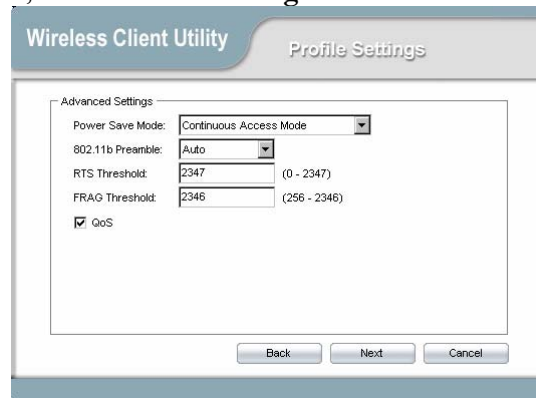 Wireless Client Utility
Profile Settings
Advanced Settings
Power Save Mode: Continuous Access Mode
802.11b Preamble: Auto
RTS Threshold: 2347 (0 - 2347)
FRAG Threshold: 2346 (256 - 2346)
QoS
Back Next Cancel